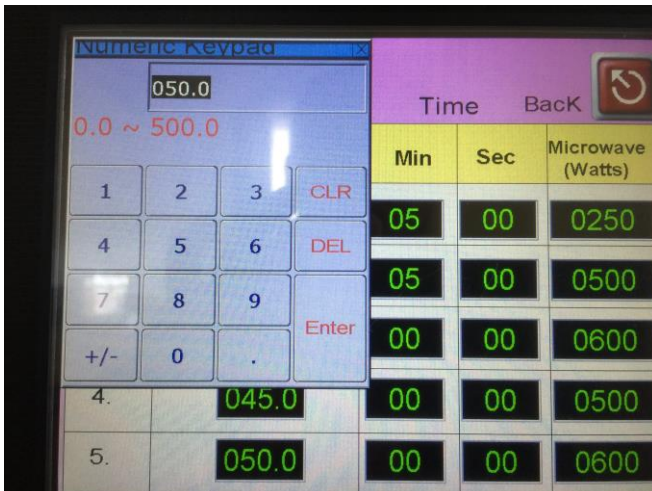 Numeric Keypad
050.0
0.0 ~ 500.0
1 2 3 CLR
4 5 6 DEL
7 8 9
Enter
+/- 0 .
Time BacK
Min Sec Microwave (Watts)
05 00 0250
05 00 0500
00 00 0600
4. 045.0 00 00 0500
5. 050.0 00 00 0600